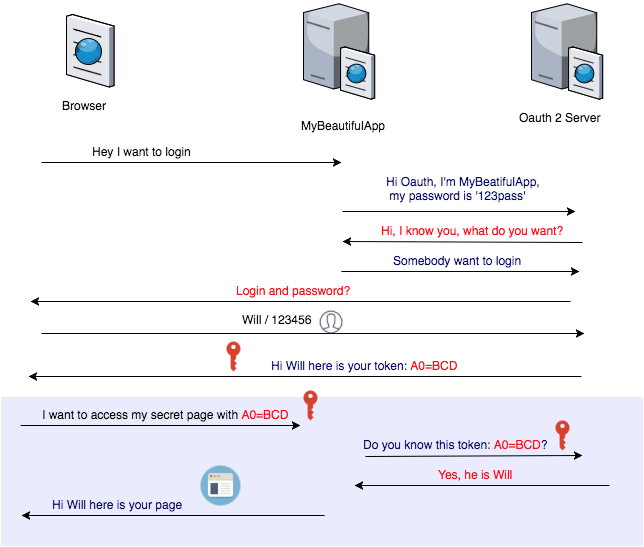 Browser
MyBeautifulApp
Oauth 2 Server
Hey I want to login
Hi Oauth, I'm MyBeatifulApp,
my password is '123pass'
Hi, I know you, what do you want?
Somebody want to login
Login and password?
Will / 123456
Hi Will here is your token: A0=BCD
I want to access my secret page with A0=BCD
Do you know this token: A0=BCD?
Yes, he is Will
Hi Will here is your page